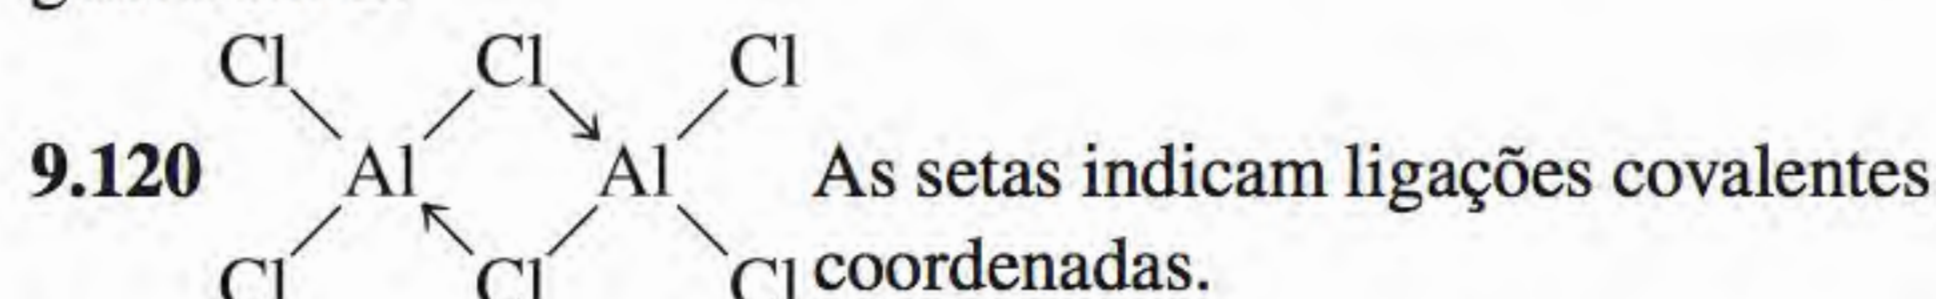 Cl Cl Cl
9.120 Al Al As setas indicam ligações covalentes
Cl Cl Cl coordenadas.